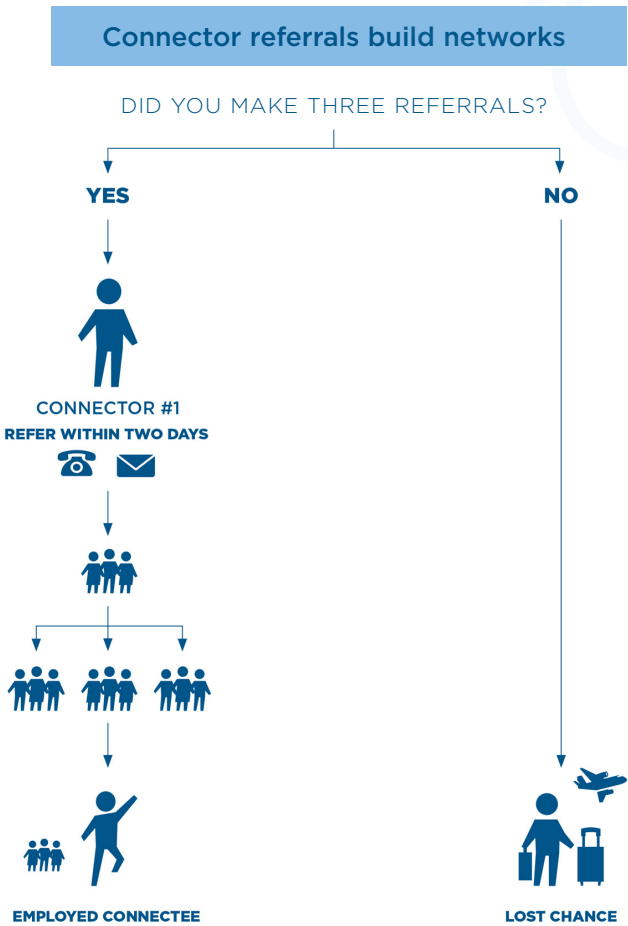 Connector referrals build networks
DID YOU MAKE THREE REFERRALS?
YES
NO
CONNECTOR #1
REFER WITHIN TWO DAYS
EMPLOYED CONNECTEE
LOST CHANCE